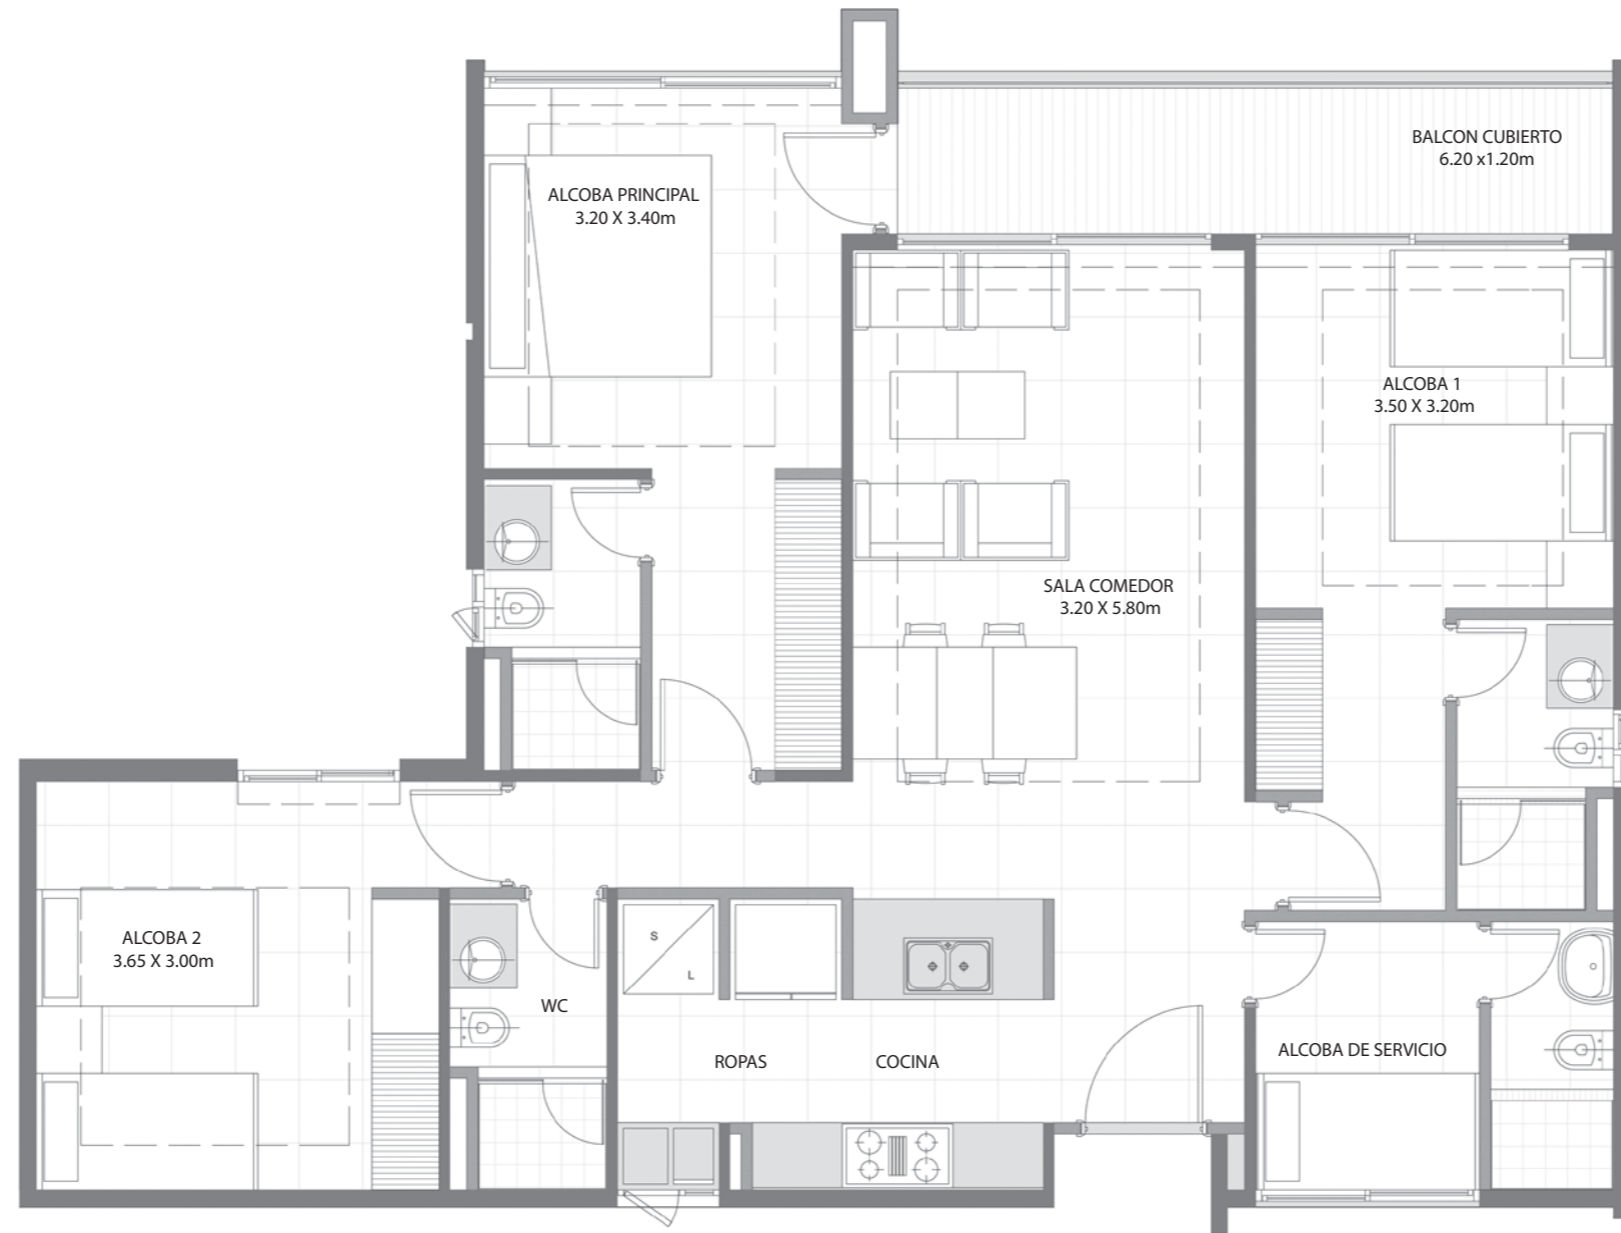 BALCON CUBIERTO
6.20 x1.20m
ALCOBA PRINCIPAL
3.20 X 3.40m
ALCOBA 1
3.50 X 3.20m
SALA COMEDOR
3.20 X 5.80m
ALCOBA 2
3.65 X 3.00m
S
L
WC
ROPAS
COCINA
ALCOBA DE SERVICIO